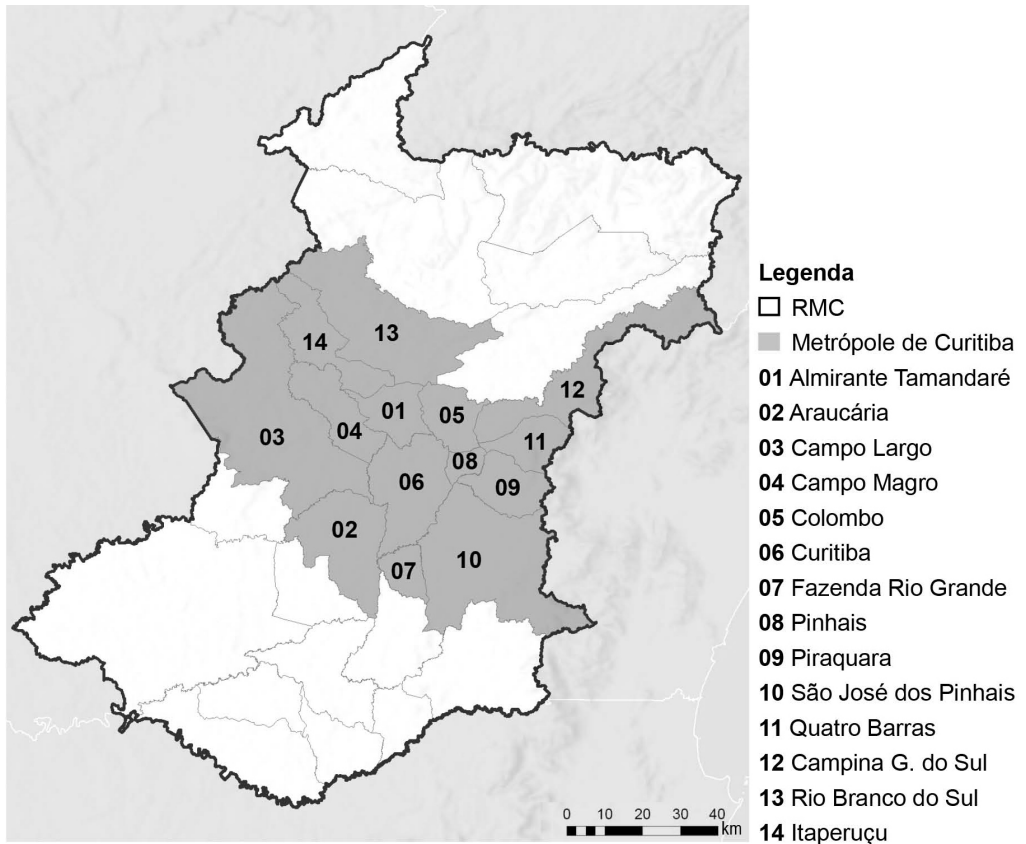 13
14
12
01
05
03
04
11
08
06
09
02
10
07
0 10 20 30 40
km
Legenda
RMC
Metrópole de Curitiba
01 Almirante Tamandaré
02 Araucária
03 Campo Largo
04 Campo Magro
05 Colombo
06 Curitiba
07 Fazenda Rio Grande
08 Pinhais
09 Piraquara
10 São José dos Pinhais
11 Quatro Barras
12 Campina G. do Sul
13 Rio Branco do Sul
14 Itaperuçu